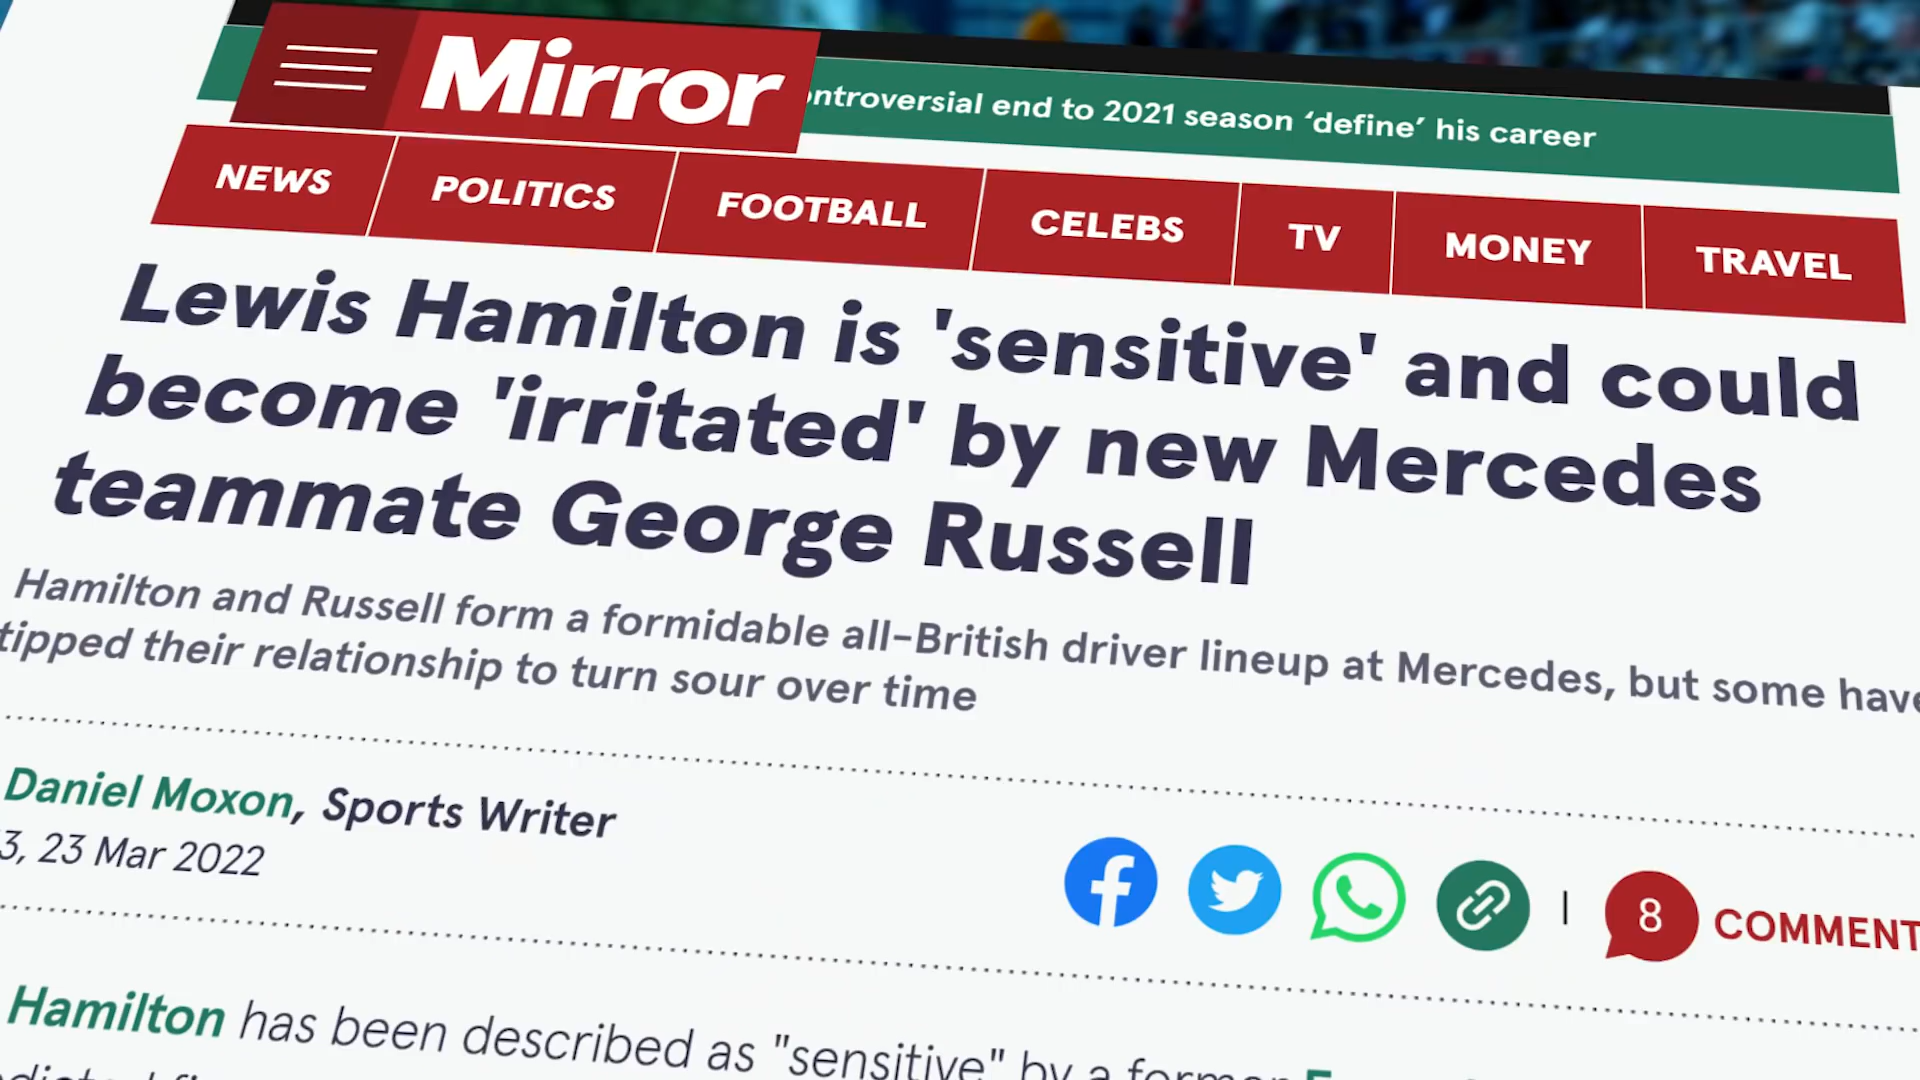 Mirror
ontroversial end to 2021 season ‘define’ his career
NEWS
POLITICS
FOOTBALL
CELEBS
TV
MONEY
TRAVEL
Lewis Hamilton is 'sensitive' and could
become 'irritated' by new Mercedes
teammate George Russell
Hamilton and Russell form a formidable all-British driver lineup at Mercedes, but some have
tipped their relationship to turn sour over time
Daniel Moxon, Sports Writer
3, 23 Mar 2022
8
COMMENT
Hamilton has been described as "sensitive" by a former